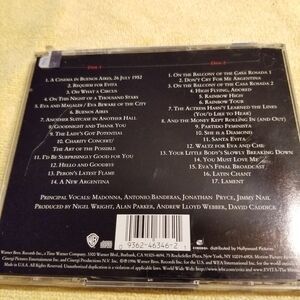 Disc 1
1. A Cinema in Buenos Aires, 26 July 1952
2. Requiem for Evita
3. Oh What a Circus
4. On This Night of a Thousand Stars
5. Eva and Magaldi / Eva Beware of the City
6. Buenos Aires
7. Another Suitcase in Another Hall
8. Goodnight and Thank You
9. The Lady's Got Potential
10. Charity Concert/
The Art of the Possible
11. I'd Be Surprisingly Good for You
12. Hello and Goodbye
13. Peron's Latest Flame
14. A New Argentina
Disc 2
1. On the Balcony of the Casa Rosada 1
2. Don't Cry for Me Argentina
3. On the Balcony of the Casa Rosada 2
4. High Flying, Adored
5. Rainbow High
6. Rainbow Tour
7. The Actress Hasn't Learned the Lines
(You'd Like to Hear)
8. And the Money Kept Rolling In (and Out)
9. Partido Feminista
10. She is a Diamond
11. Santa Evita
12. Waltz for Eva and Che
13. Your Little Body's Slowly Breaking Down
14. You Must Love Me
15. Eva's Final Broadcast
16. Latin Chant
17. Lament
Principal Vocals: Madonna, Antonio Banderas, Jonathan Pryce, Jimmy Nail
Produced by Nigel Wright, Alan Parker, Andrew Lloyd Webber, David Caddick
0 9362-46346-2 1
distributed by Hollywood Pictures